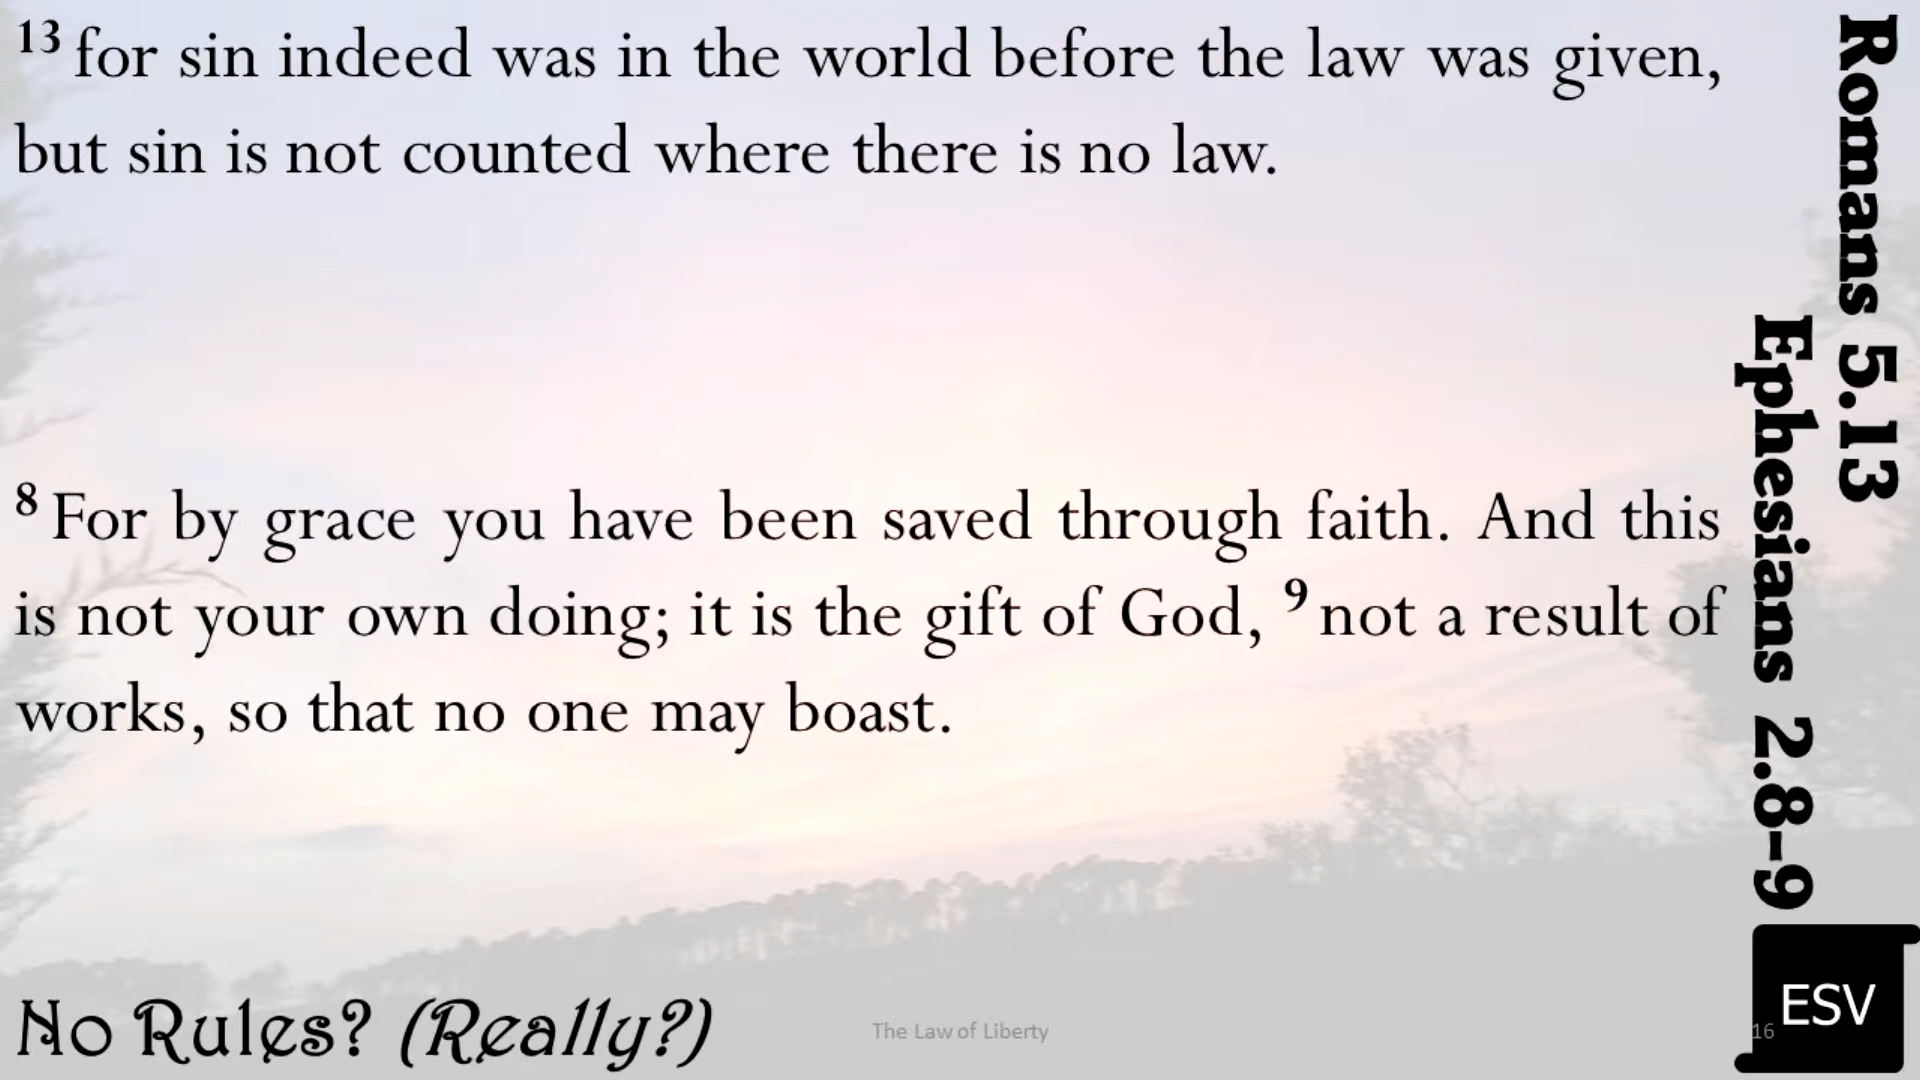 13 for sin indeed was in the world before the law was given,
but sin is not counted where there is no law.
8 For by grace you have been saved through faith. And this
is not your own doing; it is the gift of God, 9 not a result of
works, so that no one may boast.
Romans 5.13
Ephesians 2.8-9
No Rules? (Really?)
The Law of Liberty
16
ESV